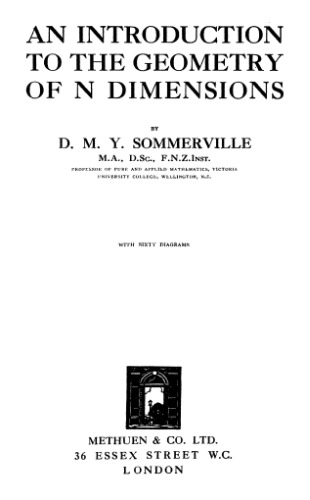 AN INTRODUCTION
TO THE GEOMETRY
OF N DIMENSIONS
BY
D. M. Y. SOMMERVILLE
M.A., D.Sc., F.N.Z.Inst.
PROFESSOR OF PURE AND APPLIED MATHEMATICS, VICTORIA
UNIVERSITY COLLEGE, WELLINGTON, N.Z.
WITH SIXTY DIAGRAMS
METHUEN & CO. LTD.
36 ESSEX STREET W.C.
LONDON